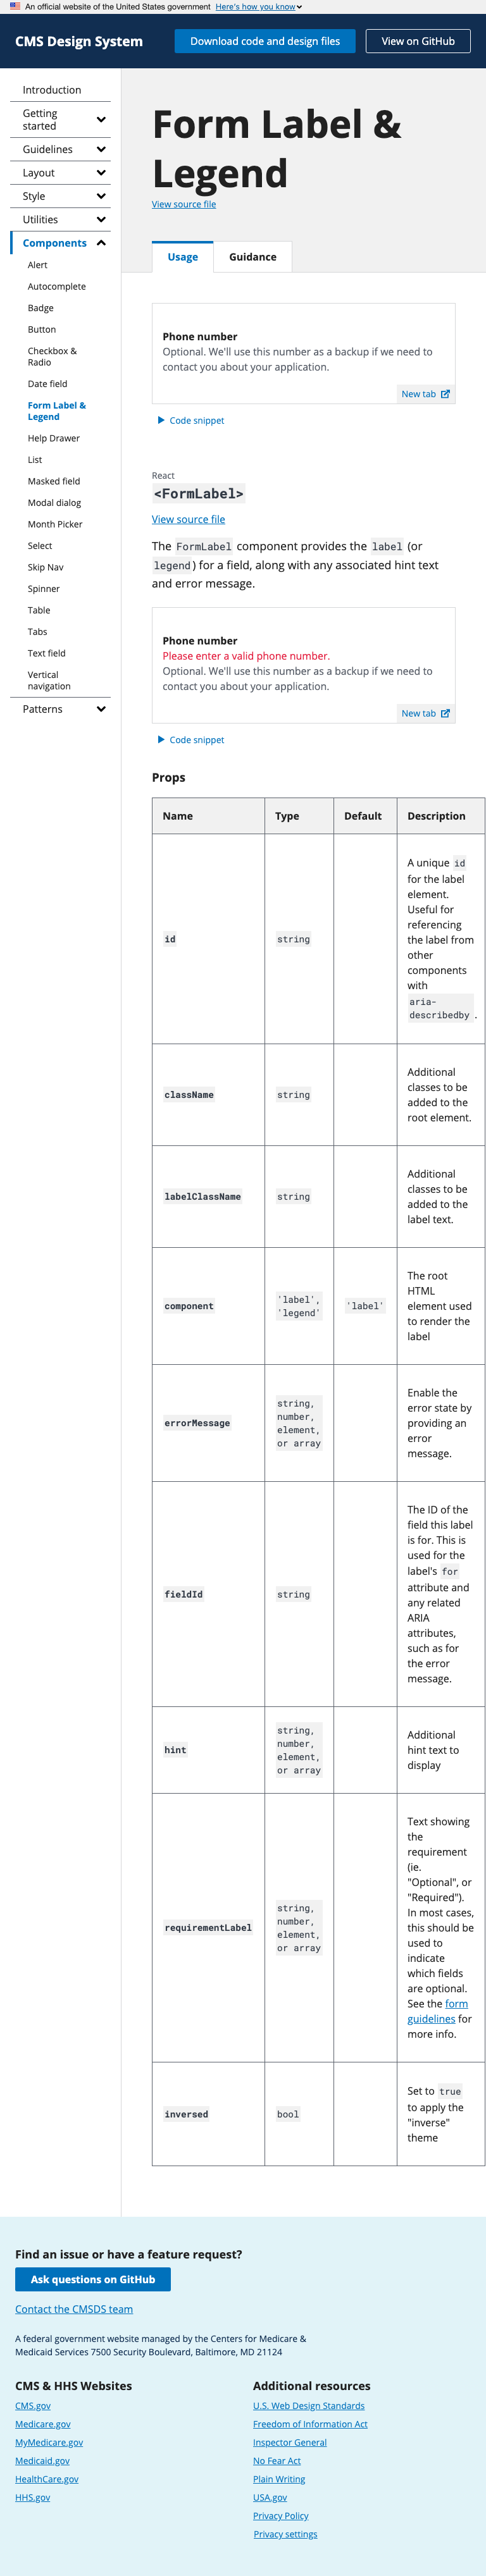 An official website of the United States government Here's how you know
CMS Design System
Download code and design files
View on GitHub
Introduction
Getting
started
Guidelines
Layout
Style
Utilities
Components
Alert
Autocomplete
Badge
Button
Checkbox &
Radio
Date field
Form Label &
Legend
Help Drawer
List
Masked field
Modal dialog
Month Picker
Select
Skip Nav
Spinner
Table
Tabs
Text field
Vertical
navigation
Patterns
Form Label &
Legend
View source file
Usage
Guidance
Phone number
Optional. We'll use this number as a backup if we need to
contact you about your application.
New tab
Code snippet
React
<FormLabel>
View source file
The FormLabel component provides the label (or
legend) for a field, along with any associated hint text
and error message.
Phone number
Please enter a valid phone number.
Optional. We'll use this number as a backup if we need to
contact you about your application.
New tab
Code snippet
Props
Name Type Default Description
id
string
A unique id
for the label
element.
Useful for
referencing
the label from
other
components
with
aria-
describedby .
className
string
Additional
classes to be
added to the
root element.
labelClassName
string
Additional
classes to be
added to the
label text.
component
'label',
'legend'
'label'
The root
HTML
element used
to render the
label
errorMessage
string,
number,
element,
or array
Enable the
error state by
providing an
error
message.
fieldId
string
The ID of the
field this label
is for. This is
used for the
label's for
attribute and
any related
ARIA
attributes,
such as for
the error
message.
hint
string,
number,
element,
or array
Additional
hint text to
display
requirementLabel
string,
number,
element,
or array
Text showing
the
requirement
(ie.
"Optional", or
"Required").
In most cases,
this should be
used to
indicate
which fields
are optional.
See the form
guidelines for
more info.
inversed
bool
Set to true
to apply the
"inverse"
theme
Find an issue or have a feature request?
Ask questions on GitHub
Contact the CMSDS team
A federal government website managed by the Centers for Medicare &
Medicaid Services 7500 Security Boulevard, Baltimore, MD 21124
CMS & HHS Websites
CMS.gov
Medicare.gov
MyMedicare.gov
Medicaid.gov
HealthCare.gov
HHS.gov
Additional resources
U.S. Web Design Standards
Freedom of Information Act
Inspector General
No Fear Act
Plain Writing
USA.gov
Privacy Policy
Privacy settings